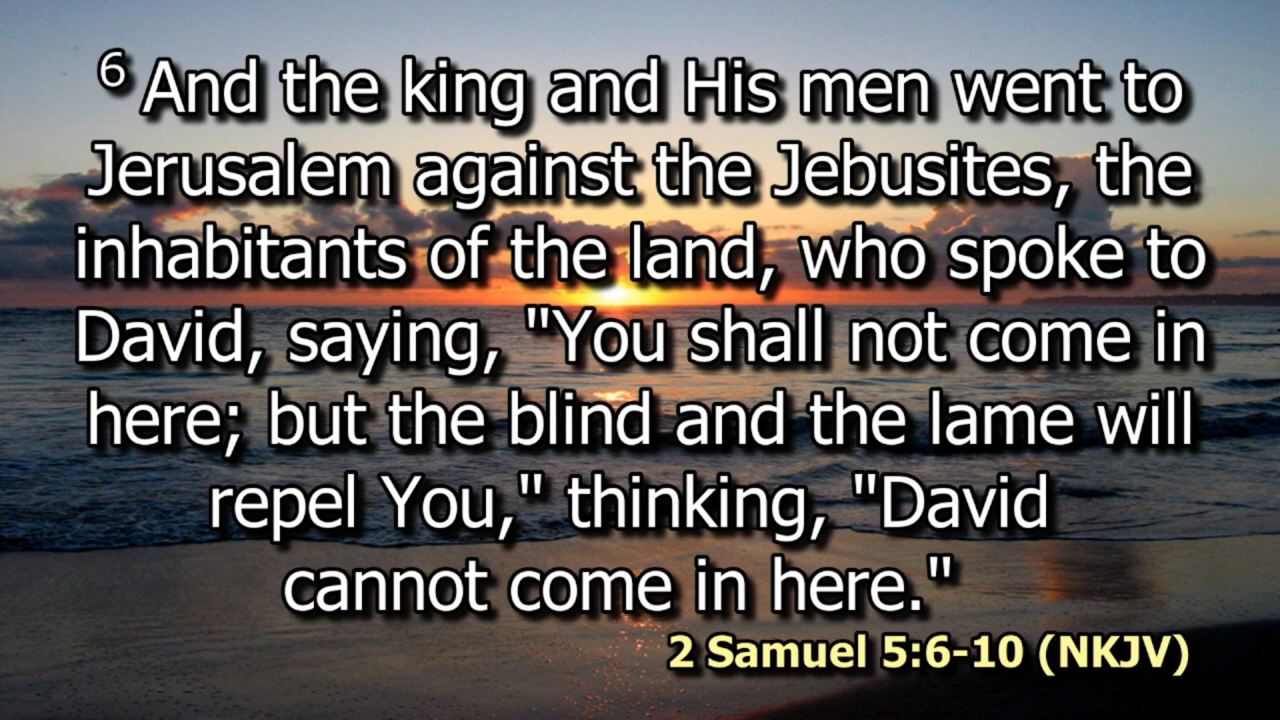 6 And the king and His men went to
Jerusalem against the Jebusites, the
inhabitants of the land, who spoke to
David, saying, "You shall not come in
here; but the blind and the lame will
repel You," thinking, "David
cannot come in here."
2 Samuel 5:6-10 (NKJV)